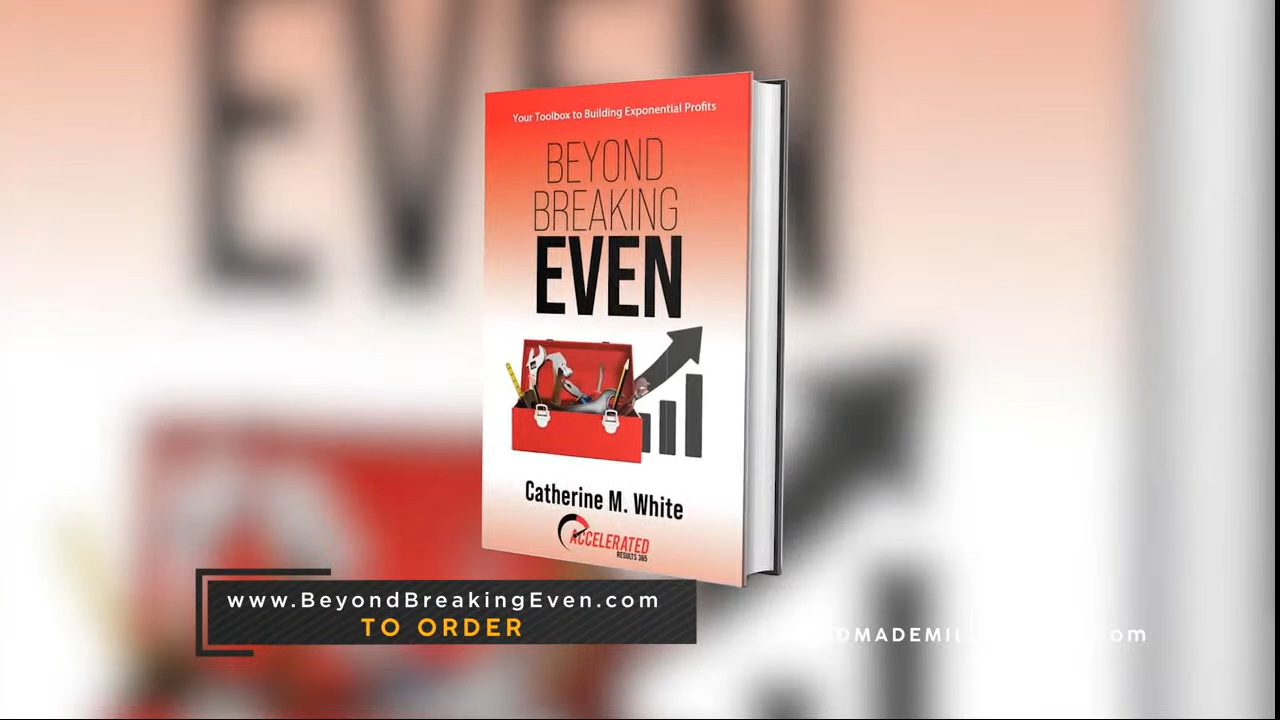 EVEN
Your Toolbox to Building Exponential Profits
BEYOND
BREAKING
EVEN
Catherine M. White
ACCELERATED
RESULTS 365
www.BeyondBreakingEven.com
TO ORDER